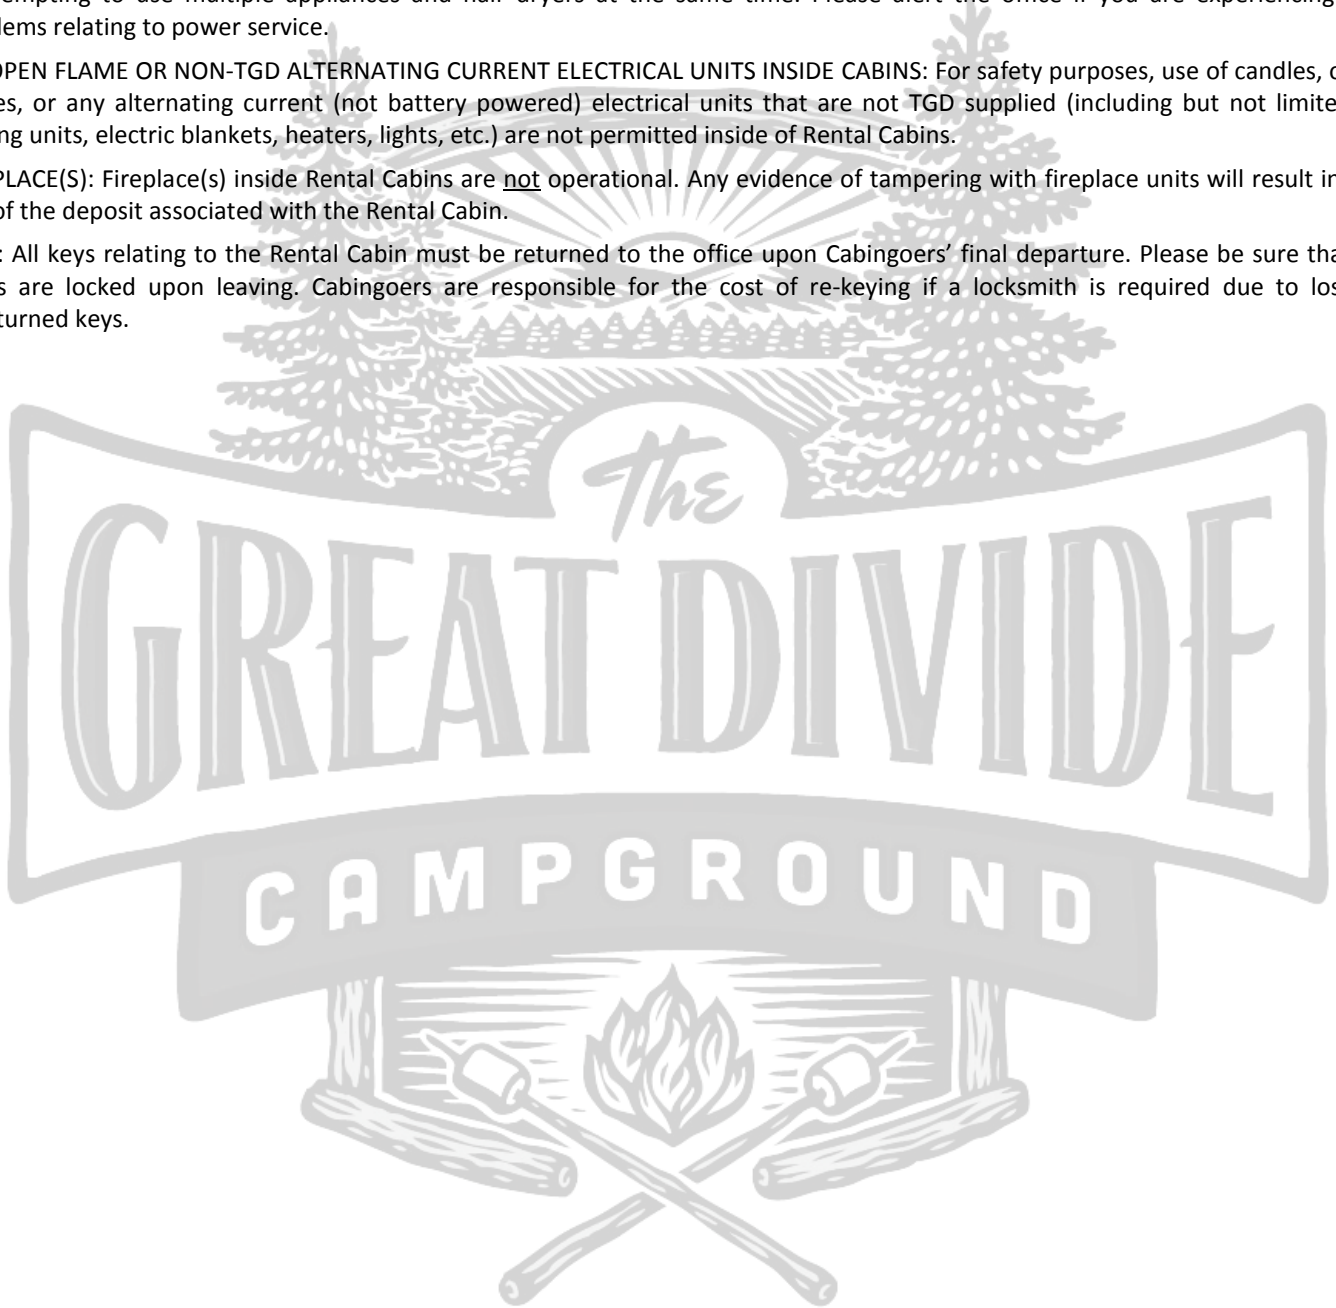 empting to use multiple appliances and hair dryers at the same time. Please alert the office if you are experiencing
lems relating to power service.
OPEN FLAME OR NON-TGD ALTERNATING CURRENT ELECTRICAL UNITS INSIDE CABINS: For safety purposes, use of candles, o
es, or any alternating current (not battery powered) electrical units that are not TGD supplied (including but not limite
ng units, electric blankets, heaters, lights, etc.) are not permitted inside of Rental Cabins.
PLACE(S): Fireplace(s) inside Rental Cabins are not operational. Any evidence of tampering with fireplace units will result in
of the deposit associated with the Rental Cabin.
: All keys relating to the Rental Cabin must be returned to the office upon Cabingoers’ final departure. Please be sure tha
s are locked upon leaving. Cabingoers are responsible for the cost of re-keying if a locksmith is required due to los
turned keys.
The
GREAT DIVIDE
CAMPGROUND